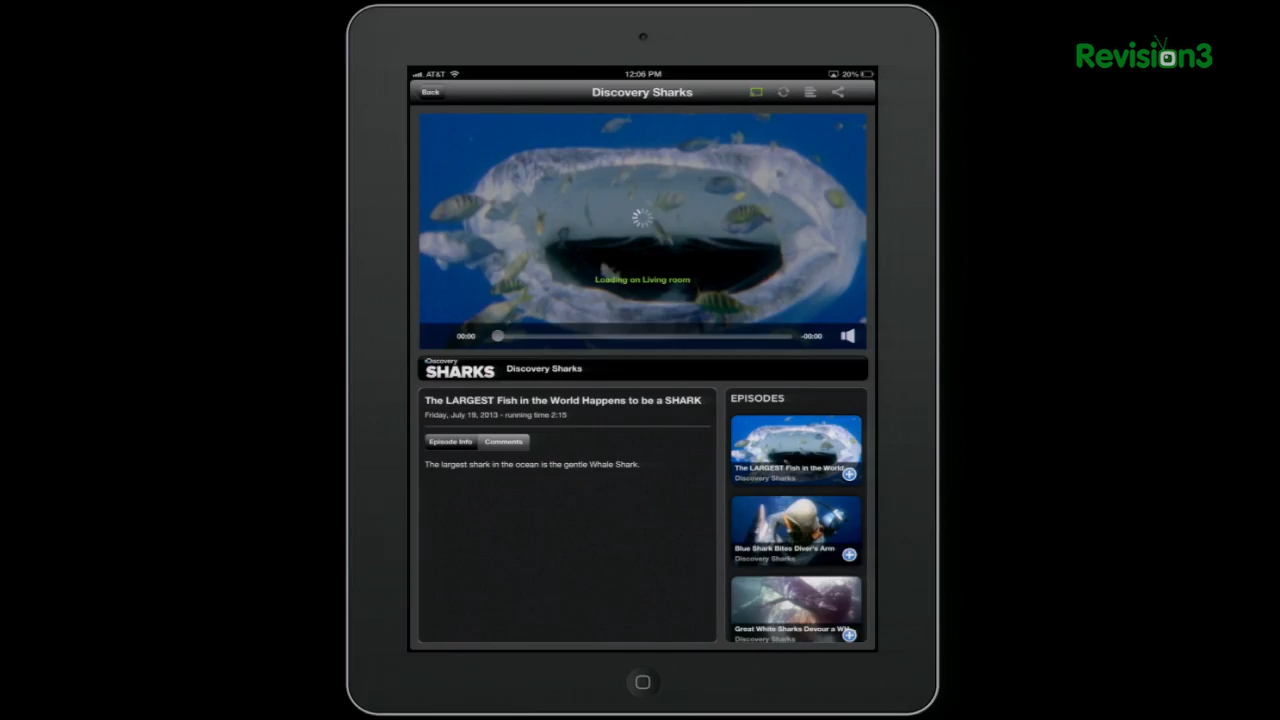 Revision3
AT&T
12:06 PM
20%
Back
Discovery Sharks
Loading on Living room
00:00
-00:00
Discovery
SHARKS
Discovery Sharks
The LARGEST Fish in the World Happens to be a SHARK
Friday, July 19, 2013 - running time 2:15
Episode Info
Comments
The largest shark in the ocean is the gentle Whale Shark.
EPISODES
The LARGEST Fish in the World...
Discovery Sharks
Blue Shark Bites Diver's Arm
Discovery Sharks
Great White Sharks Devour a
Discovery Sharks